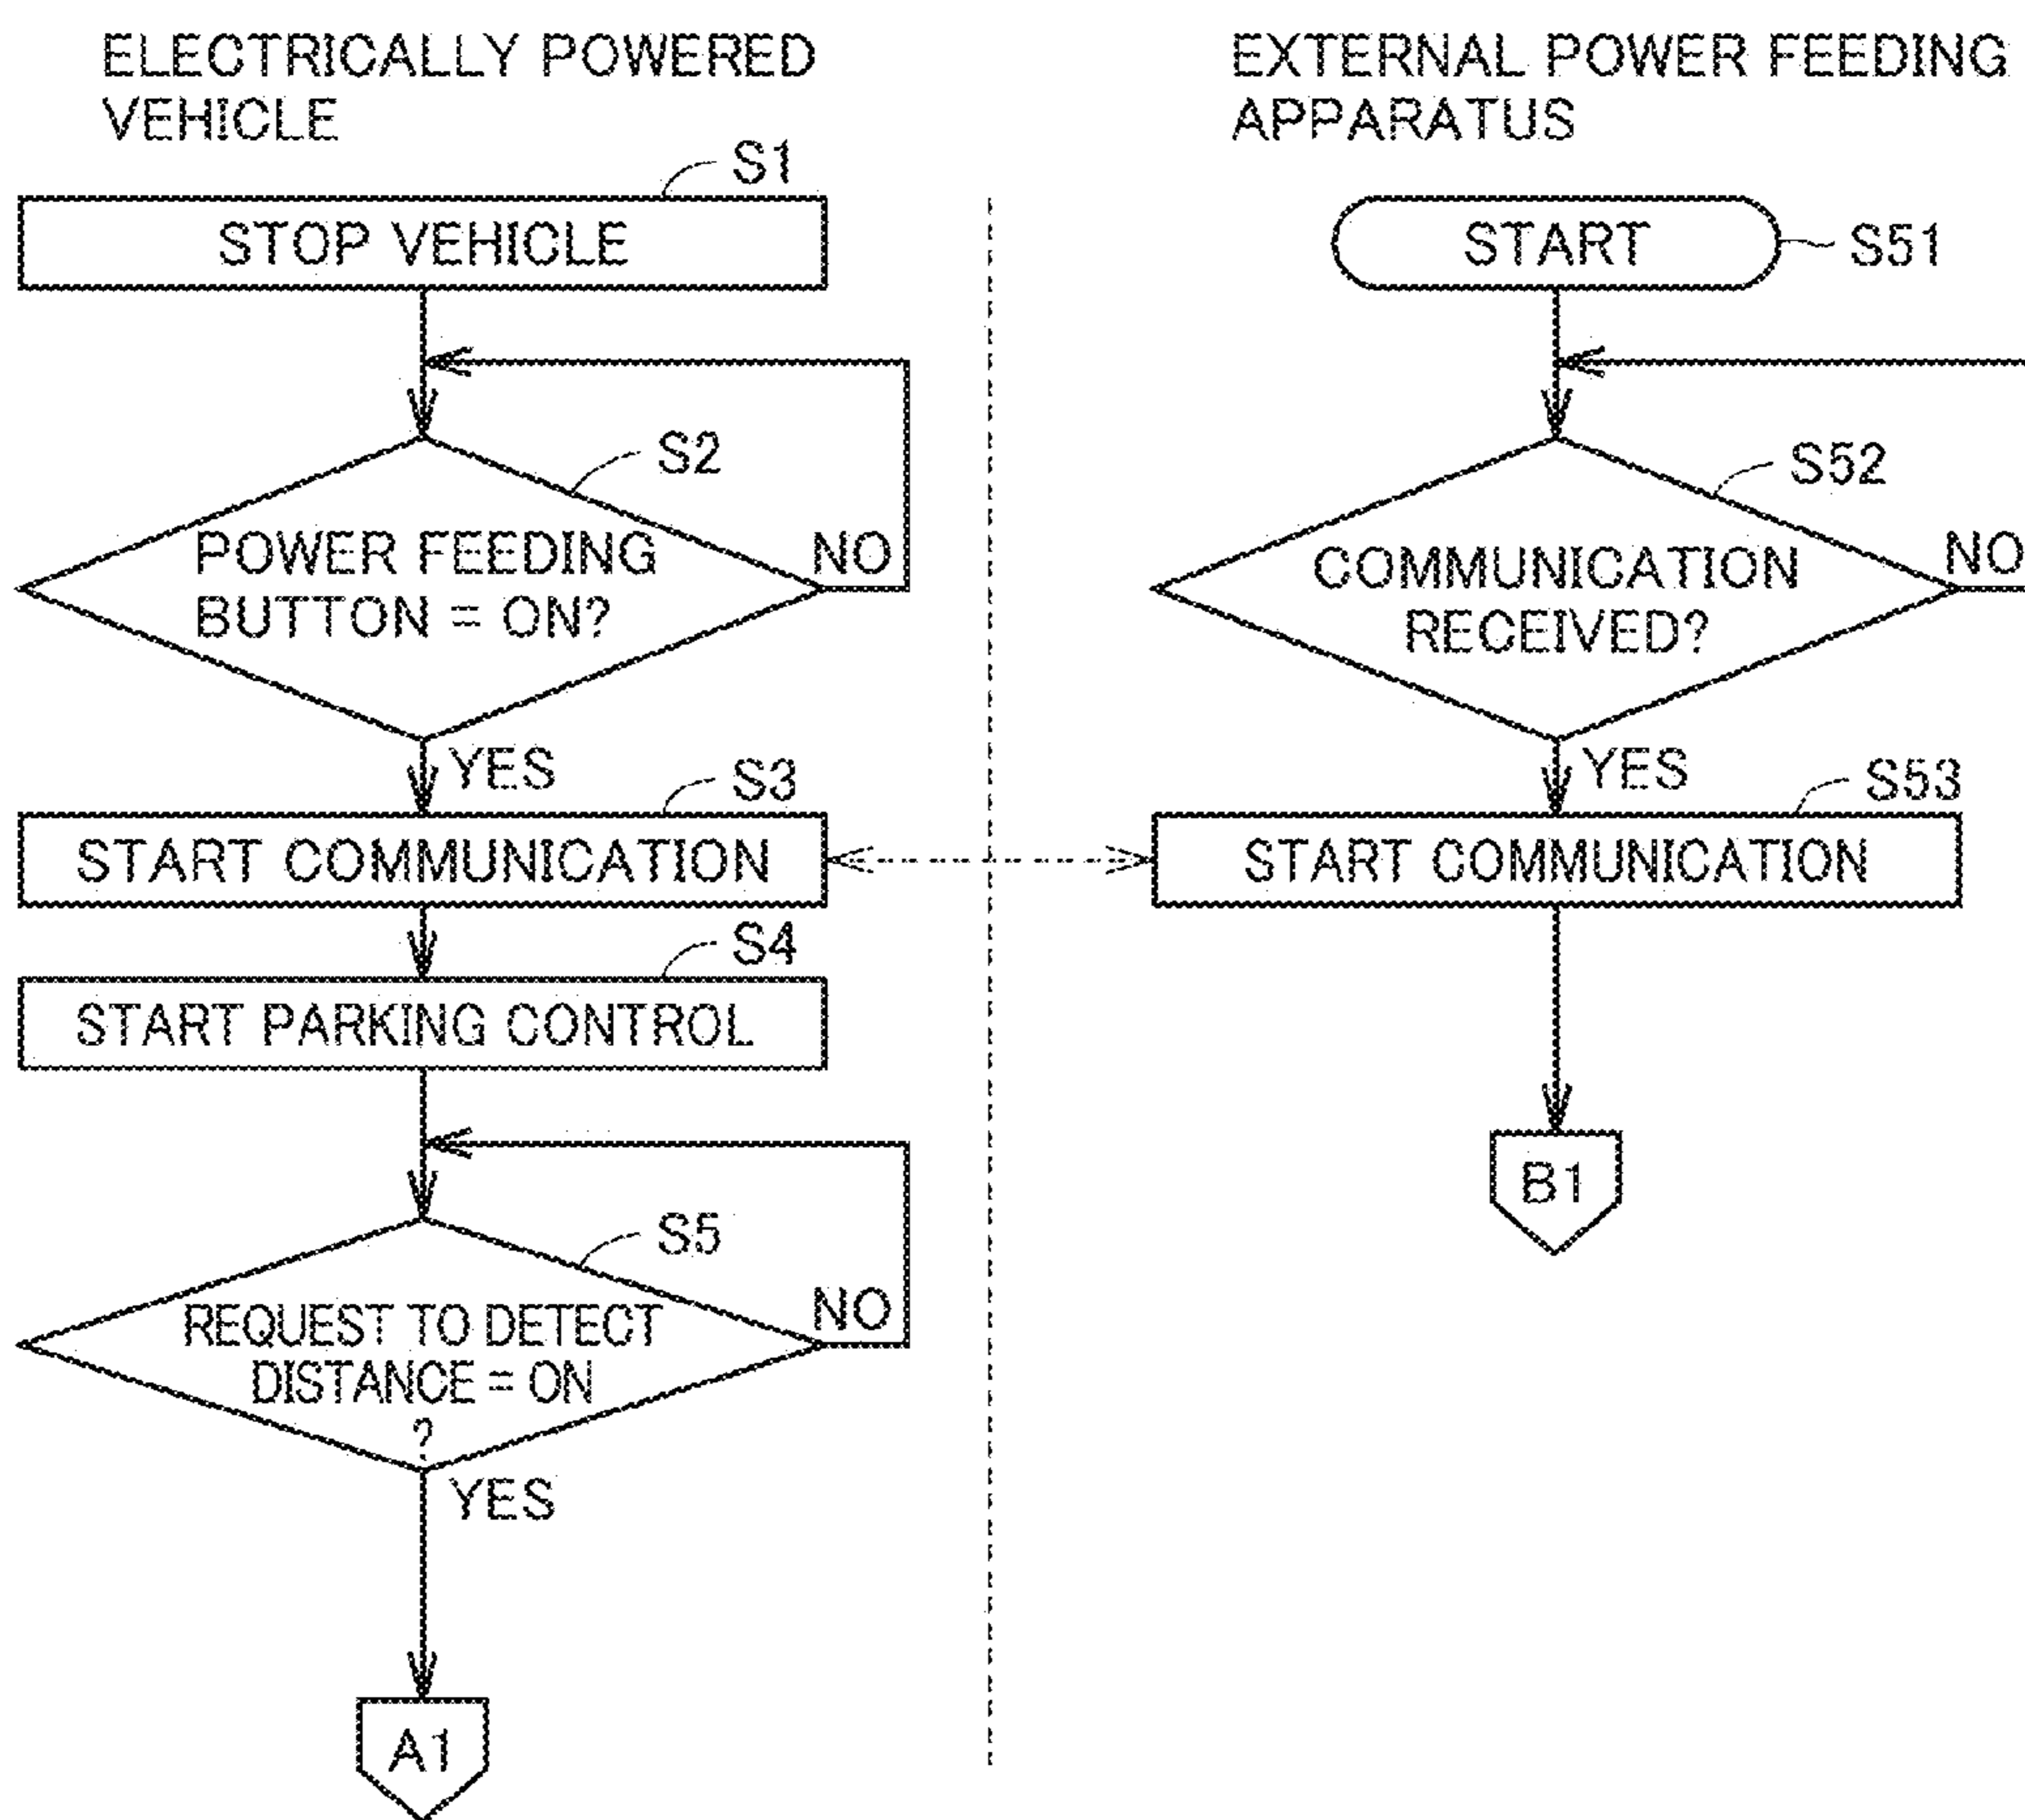 ELECTRICALLY POWERED
VEHICLE
S1
STOP VEHICLE
S2
POWER FEEDING
BUTTON = ON?
NO
YES
S3
START COMMUNICATION
S4
START PARKING CONTROL
S5
REQUEST TO DETECT
DISTANCE = ON
?
NO
YES
A1
EXTERNAL POWER FEEDING
APPARATUS
START
S51
S52
COMMUNICATION
RECEIVED?
NO
YES
S53
START COMMUNICATION
B1